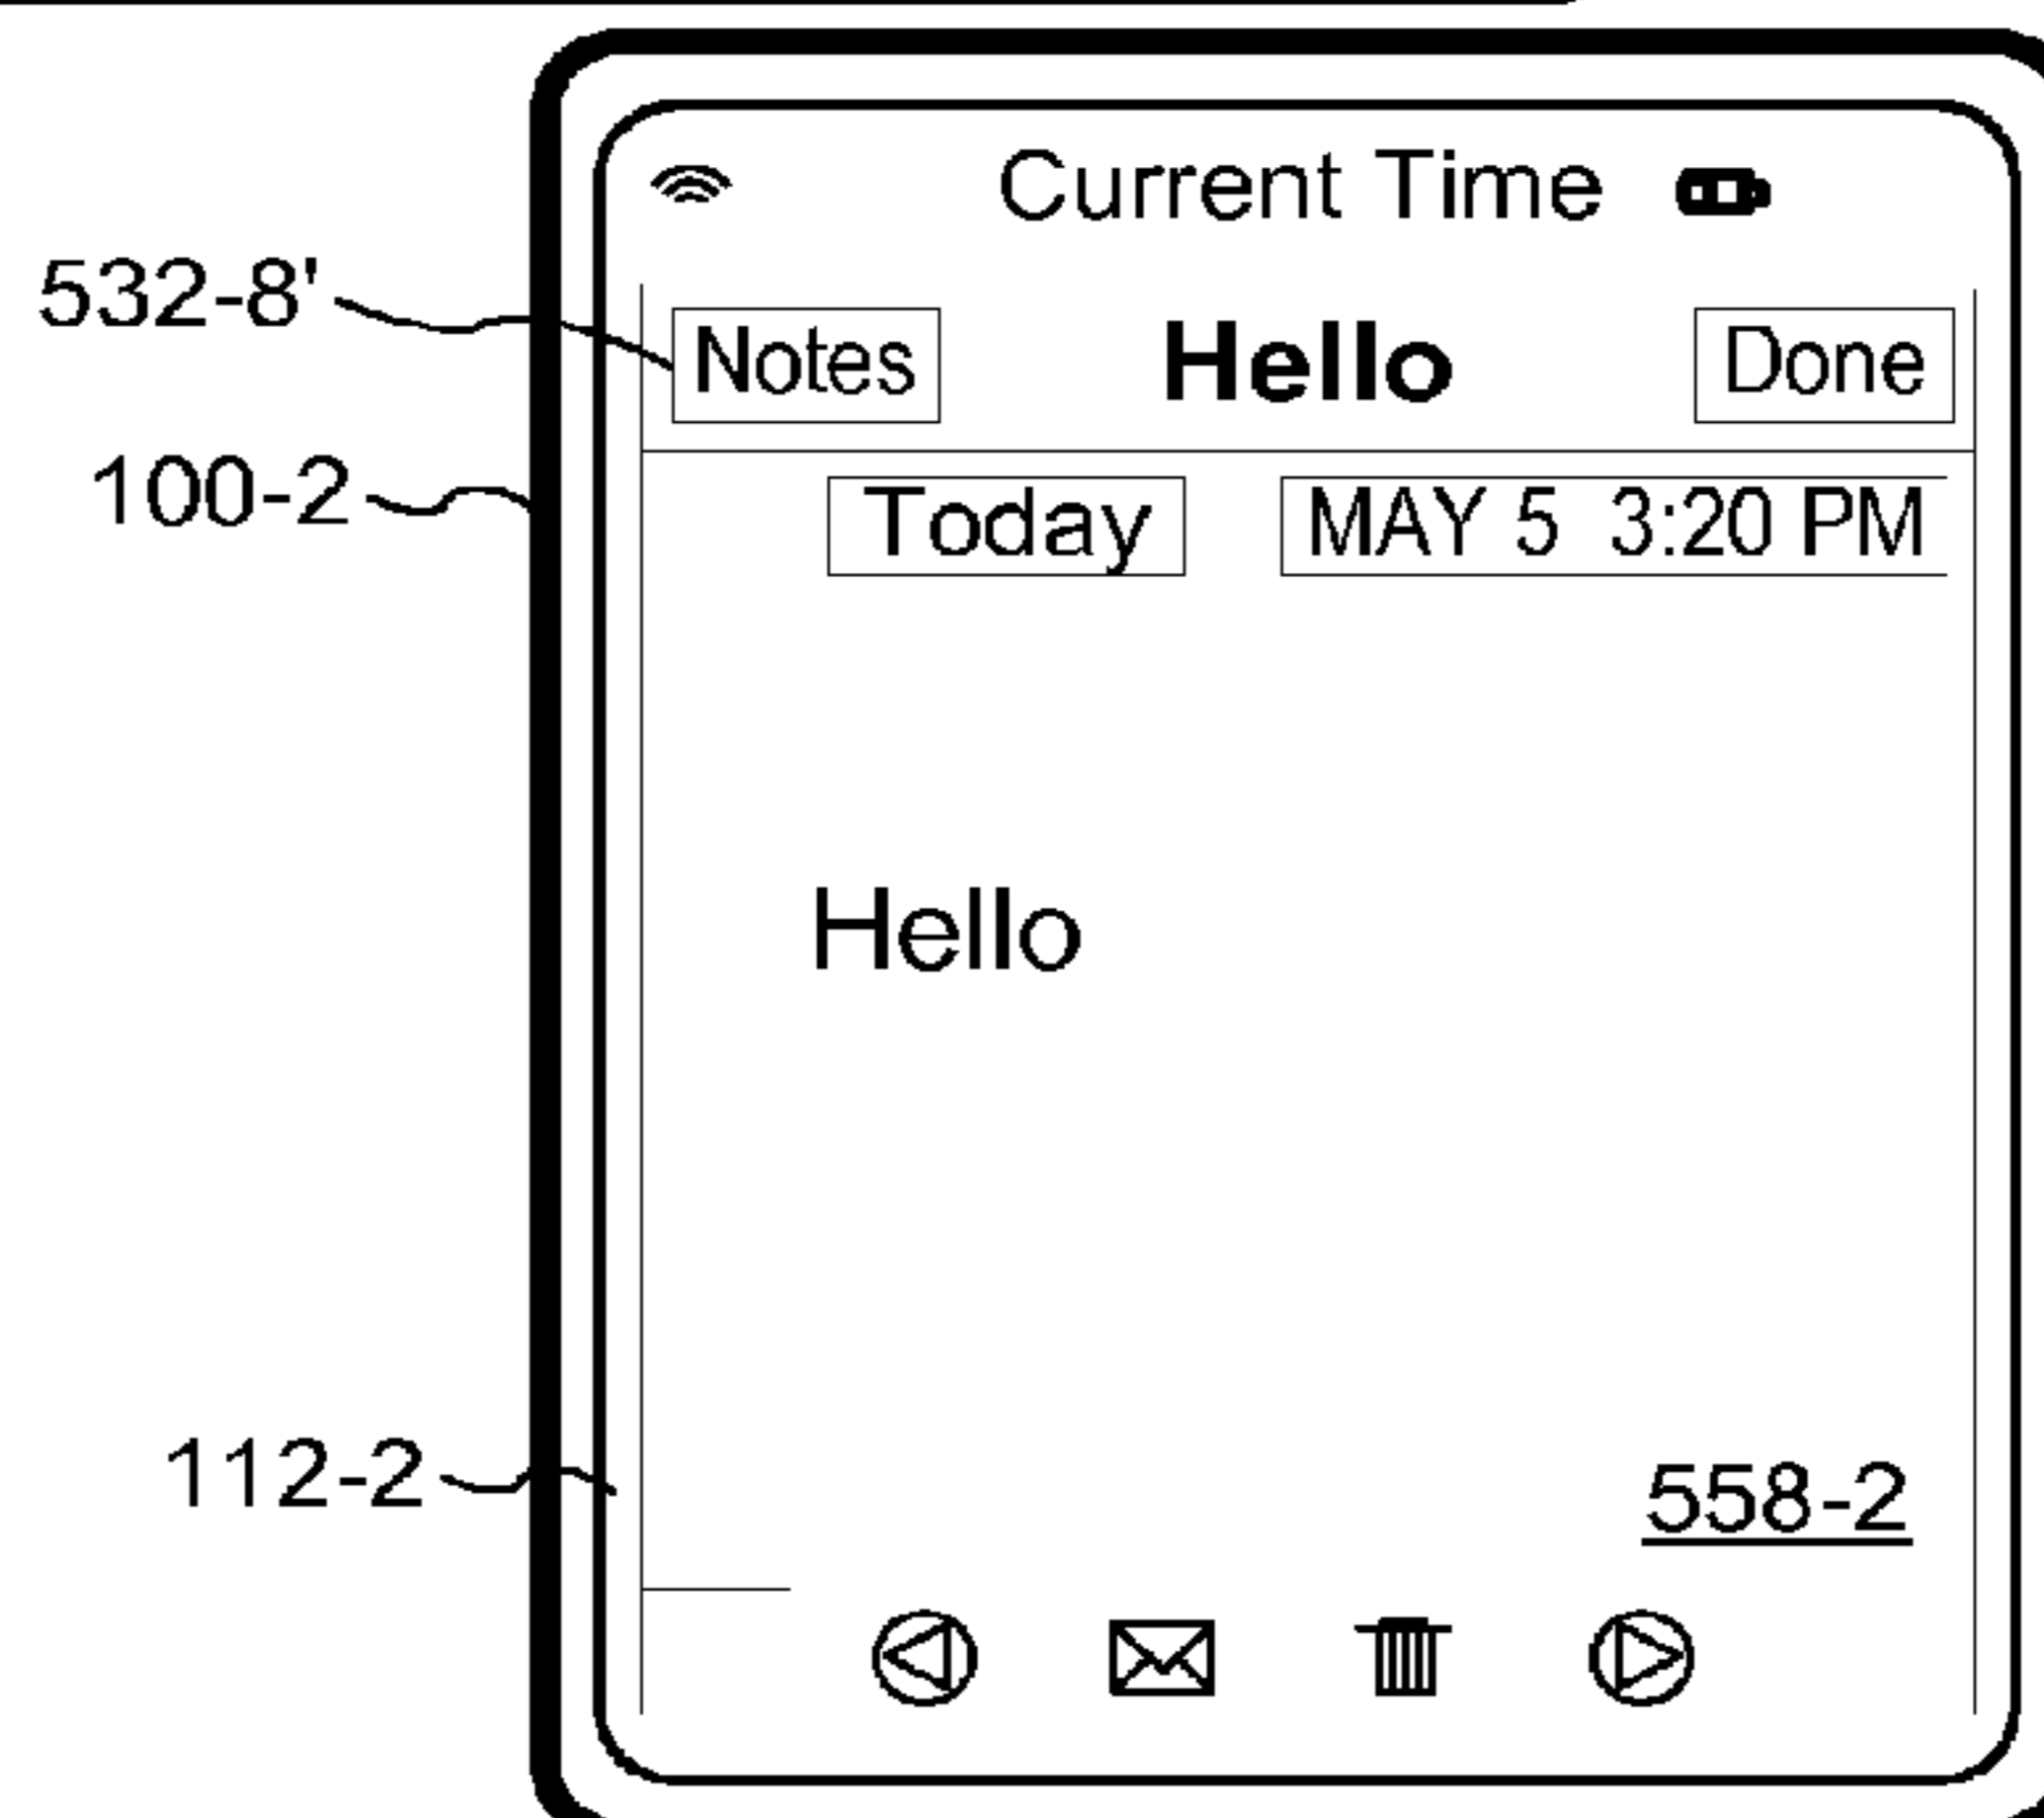 Current Time
532-8'
Notes Hello Done
100-2
Today MAY 5 3:20 PM
Hello
112-2
558-2